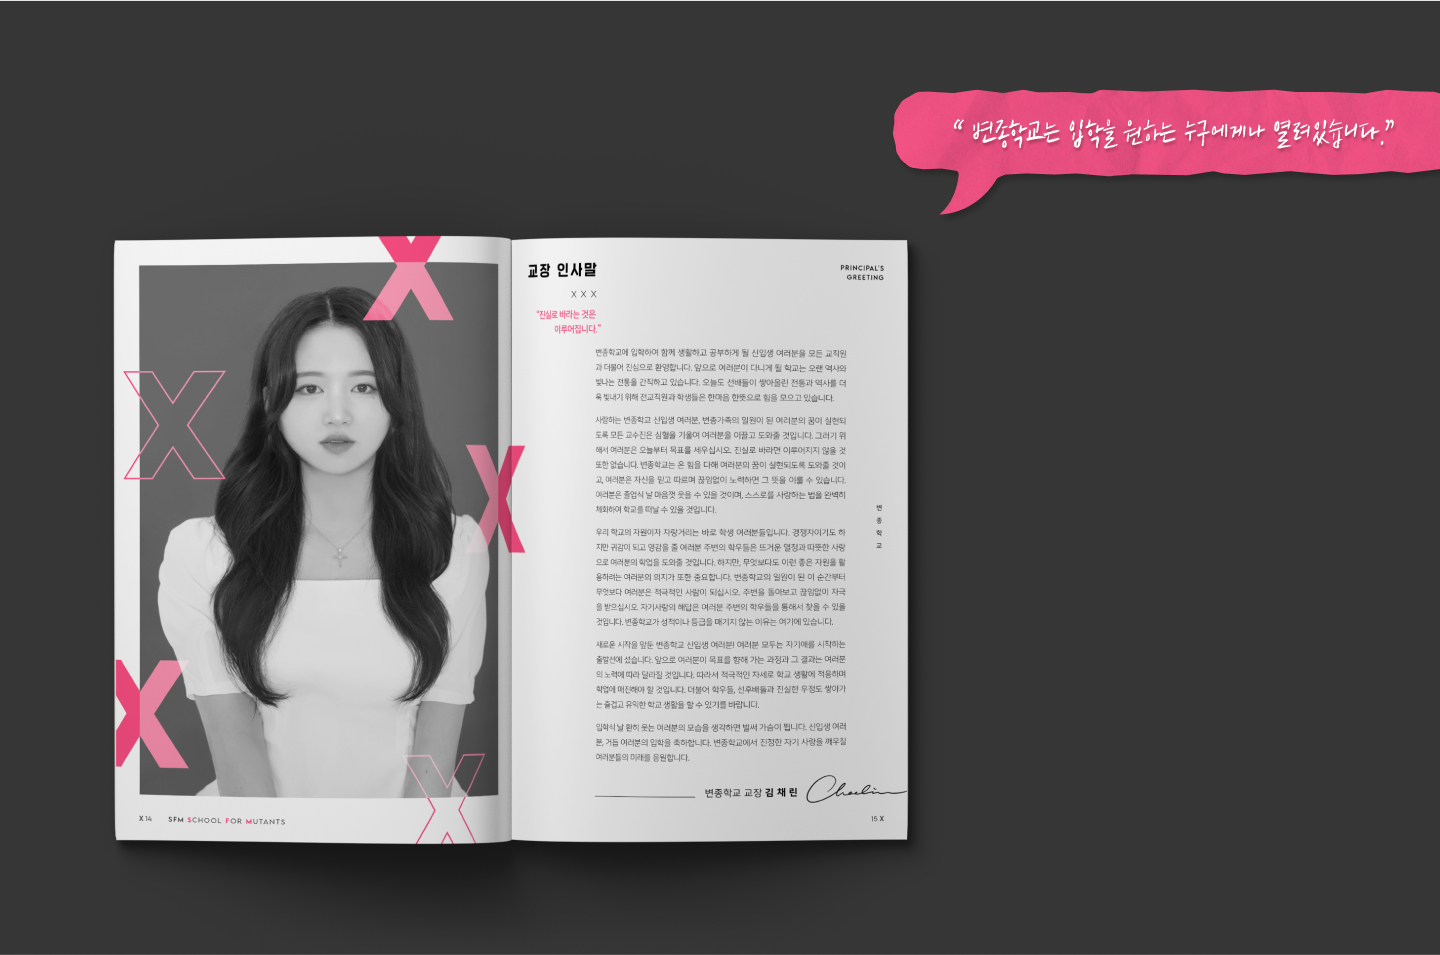 “ 변종학교는 입학을 원하는 누구에게나 열려있습니다.”
교장 인사말
X X X
“진실로 바라는 것은
이루어집니다.”
PRINCIPAL'S
GREETING
변종학교에 입학하여 함께 생활하고 공부하게 될 신입생 여러분을 모든 교직원
과 더불어 진심으로 환영합니다. 앞으로 여러분이 다니게 될 학교는 오랜 역사와
빛나는 전통을 간직하고 있습니다. 오늘도 선배들이 쌓아올린 전통과 역사를 더
욱 빛내기 위해 전교직원과 학생들은 한마음 한뜻으로 힘을 모으고 있습니다.
사랑하는 변종학교 신입생 여러분, 변종가족의 일원이 된 여러분의 꿈이 실현되
도록 모든 교수진은 심혈을 기울여 여러분을 이끌고 도와줄 것입니다. 그러기 위
해서 여러분은 오늘부터 목표를 세우십시오. 진실로 바라면 이루어지지 않을 것
또한 없습니다. 변종학교는 온 힘을 다해 여러분의 꿈이 실현되도록 도와줄 것이
고, 여러분은 자신을 믿고 따르며 끊임없이 노력하면 그 뜻을 이룰 수 있습니다.
여러분은 졸업식 날 마음껏 웃을 수 있을 것이며, 스스로를 사랑하는 법을 완벽히
체화하여 학교를 떠날 수 있을 것입니다.
우리 학교의 자원이자 자랑거리는 바로 학생 여러분들입니다. 경쟁자이기도 하
지만 귀감이 되고 영감을 줄 여러분 주변의 학우들은 뜨거운 열정과 따뜻한 사랑
으로 여러분의 학업을 도와줄 것입니다. 하지만, 무엇보다도 이런 좋은 자원을 활
용하려는 여러분의 의지가 또한 중요합니다. 변종학교의 일원이 된 이 순간부터
무엇보다 여러분은 적극적인 사람이 되십시오. 주변을 돌아보고 끊임없이 자극
을 받으십시오. 자기사랑의 해답은 여러분 주변의 학우들을 통해서 찾을 수 있을
것입니다. 변종학교가 성적이나 등급을 매기지 않는 이유는 여기에 있습니다.
새로운 시작을 앞둔 변종학교 신입생 여러분! 여러분 모두는 자기애를 시작하는
출발선에 섰습니다. 앞으로 여러분이 목표를 향해 가는 과정과 그 결과는 여러분
의 노력에 따라 달라질 것입니다. 따라서 적극적인 자세로 학교 생활에 적응하며
학업에 매진해야 할 것입니다. 더불어 학우들, 선후배들과 진실한 우정도 쌓아가
는 즐겁고 유익한 학교 생활을 할 수 있기를 바랍니다.
입학식 날 환히 웃는 여러분의 모습을 생각하면 벌써 가슴이 뜁니다. 신입생 여러
분, 거듭 여러분의 입학을 축하합니다. 변종학교에서 진정한 자기 사랑을 깨우칠
여러분들의 미래를 응원합니다.
변종학교 교장 김 채 린 Chaelin
변
종
학
교
X 14 SFM SCHOOL FOR MUTANTS
15 X